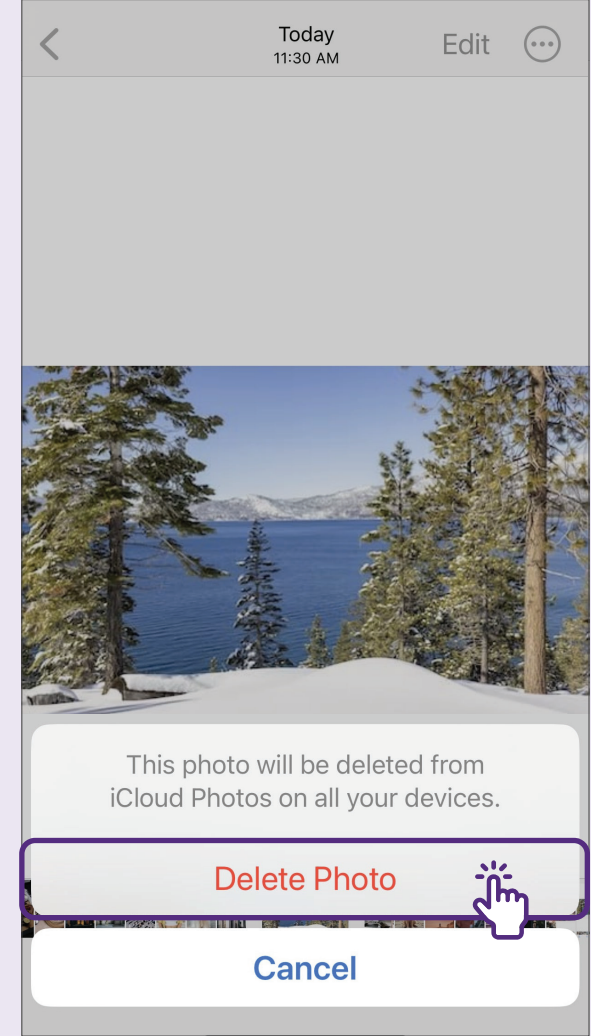 Today
11:30 AM
Edit
This photo will be deleted from
iCloud Photos on all your devices.
Delete Photo
Cancel